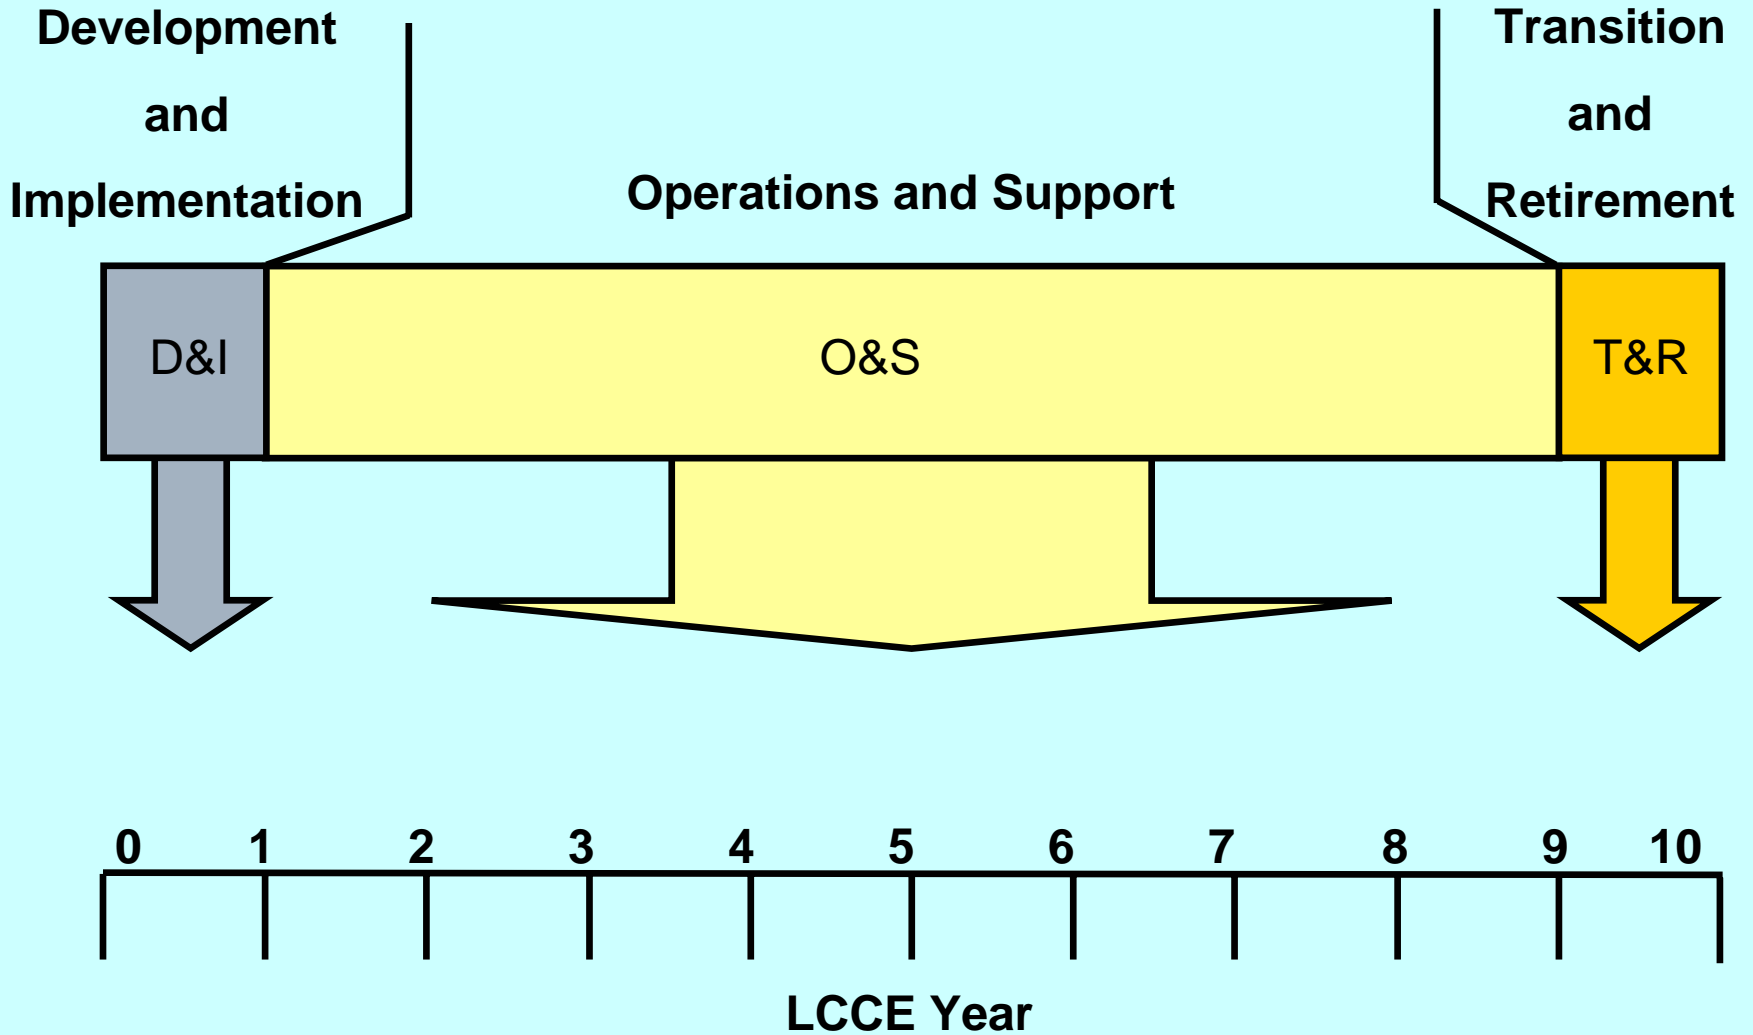 Development
and
Implementation
Operations and Support
Transition
and
Retirement
D&I
O&S
T&R
0 1 2 3 4 5 6 7 8 9 10
LCCE Year